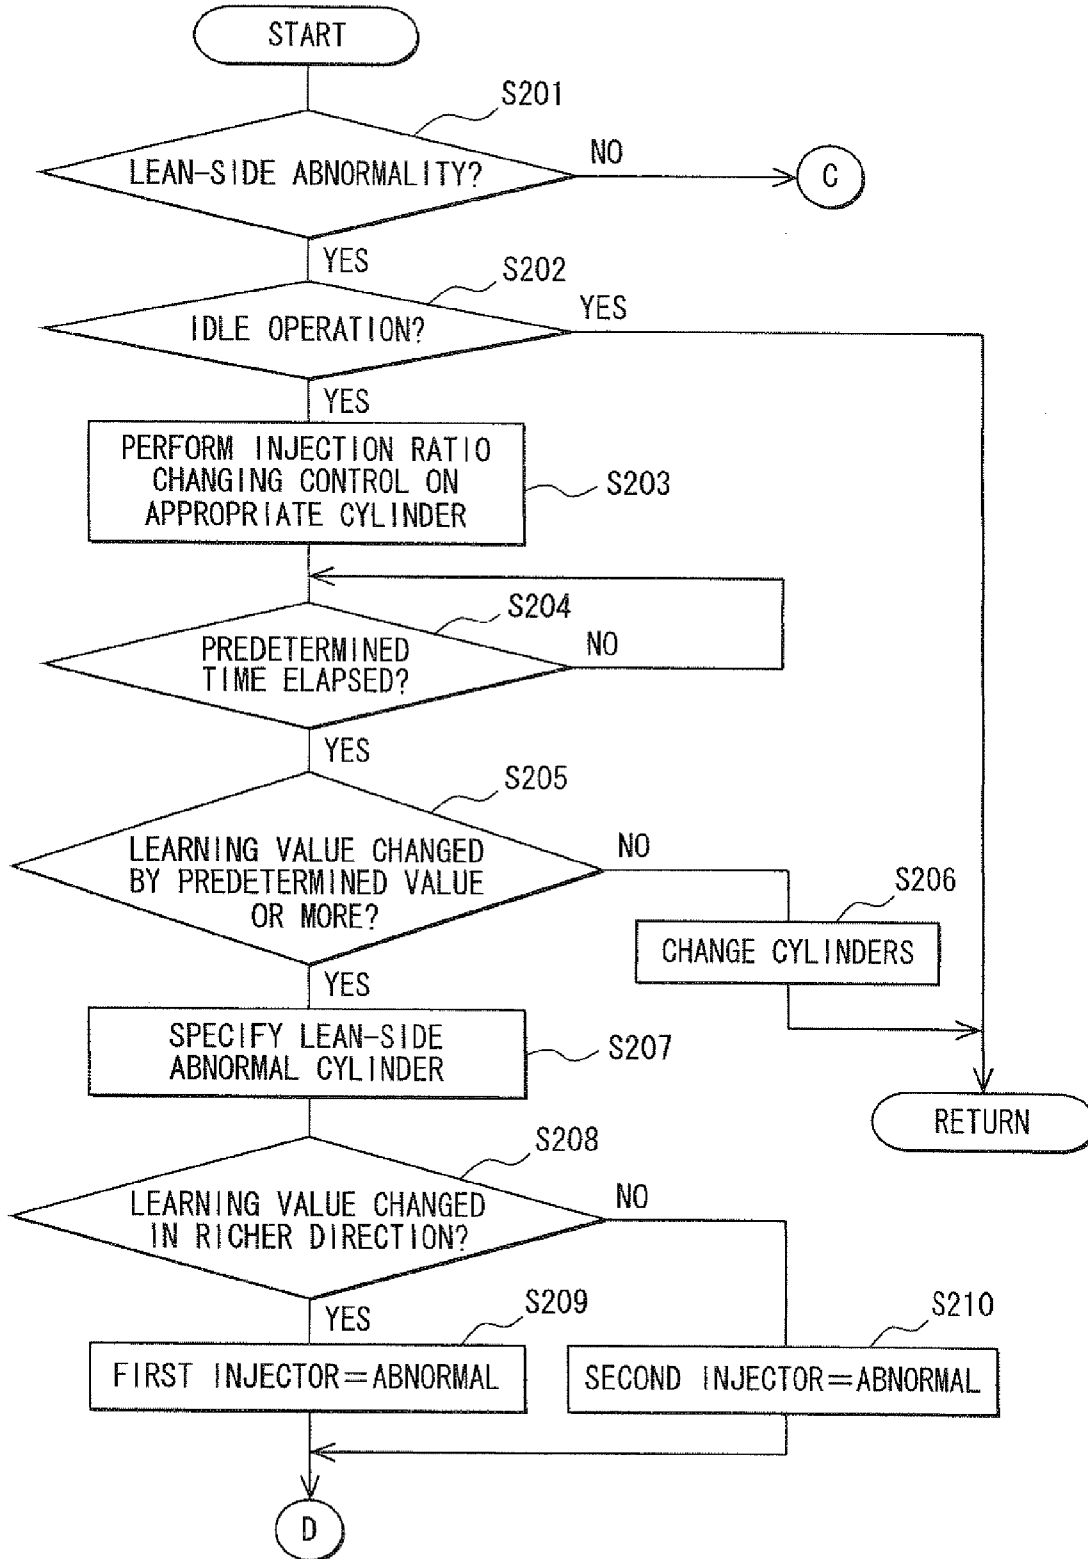 START
S201
LEAN-SIDE ABNORMALITY?
NO
C
YES
S202
IDLE OPERATION?
YES
YES
PERFORM INJECTION RATIO
CHANGING CONTROL ON
APPROPRIATE CYLINDER
S203
S204
PREDETERMINED
TIME ELAPSED?
NO
YES
S205
LEARNING VALUE CHANGED
BY PREDETERMINED VALUE
OR MORE?
NO
S206
CHANGE CYLINDERS
YES
SPECIFY LEAN-SIDE
ABNORMAL CYLINDER
S207
RETURN
S208
LEARNING VALUE CHANGED
IN RICHER DIRECTION?
NO
YES
S209
FIRST INJECTOR=ABNORMAL
S210
SECOND INJECTOR=ABNORMAL
D